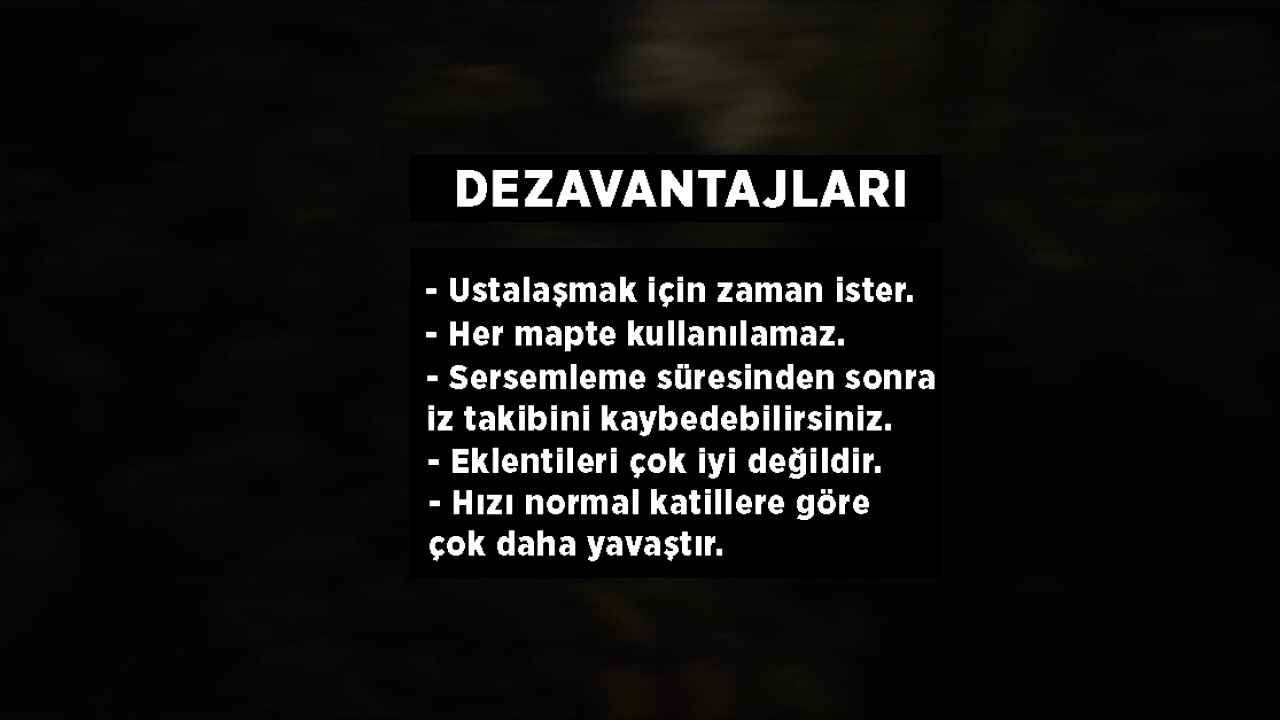 DEZAVANTAJLARI
- Ustalaşmak için zaman ister.
- Her mapte kullanılamaz.
- Sersemleme süresinden sonra
iz takibini kaybedebilirsiniz.
- Eklentileri çok iyi değildir.
- Hızı normal katillere göre
çok daha yavaştır.